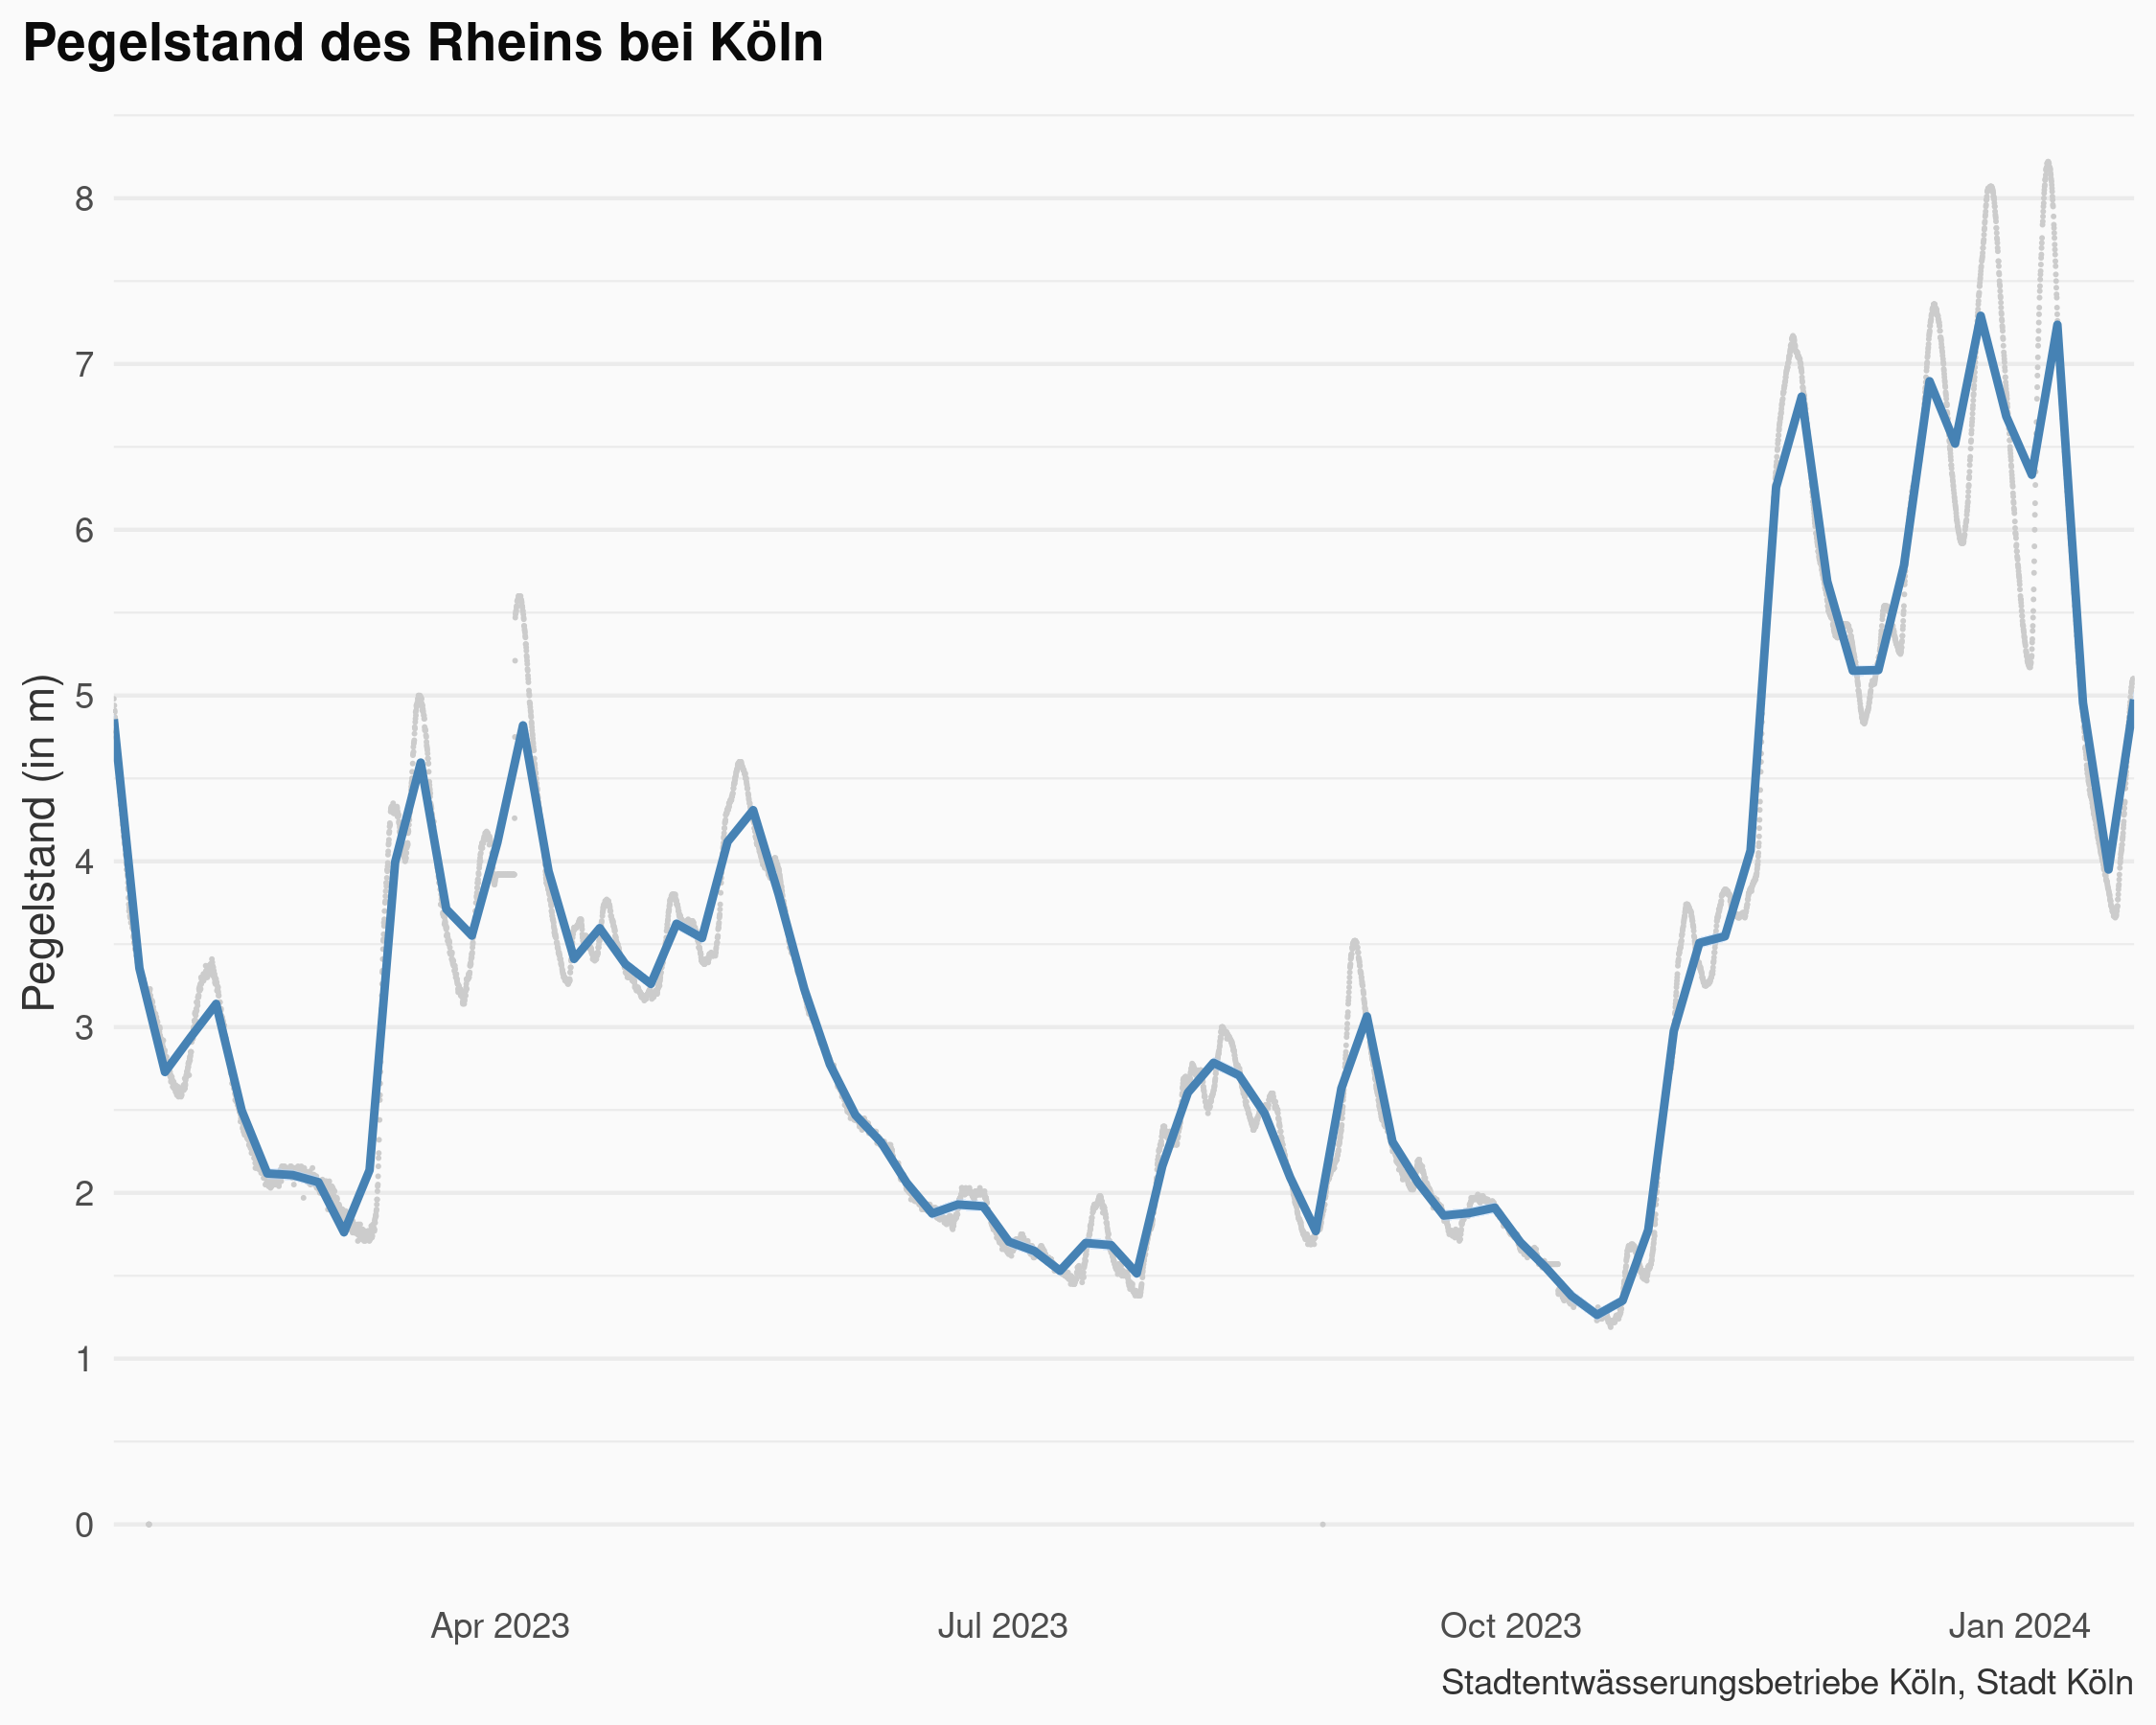 Pegelstand des Rheins bei Köln
Pegelstand (in m)
8
7
6
5
4
3
2
1
0
Apr 2023
Jul 2023
Oct 2023
Jan 2024
Stadtentwässerungsbetriebe Köln, Stadt Köln